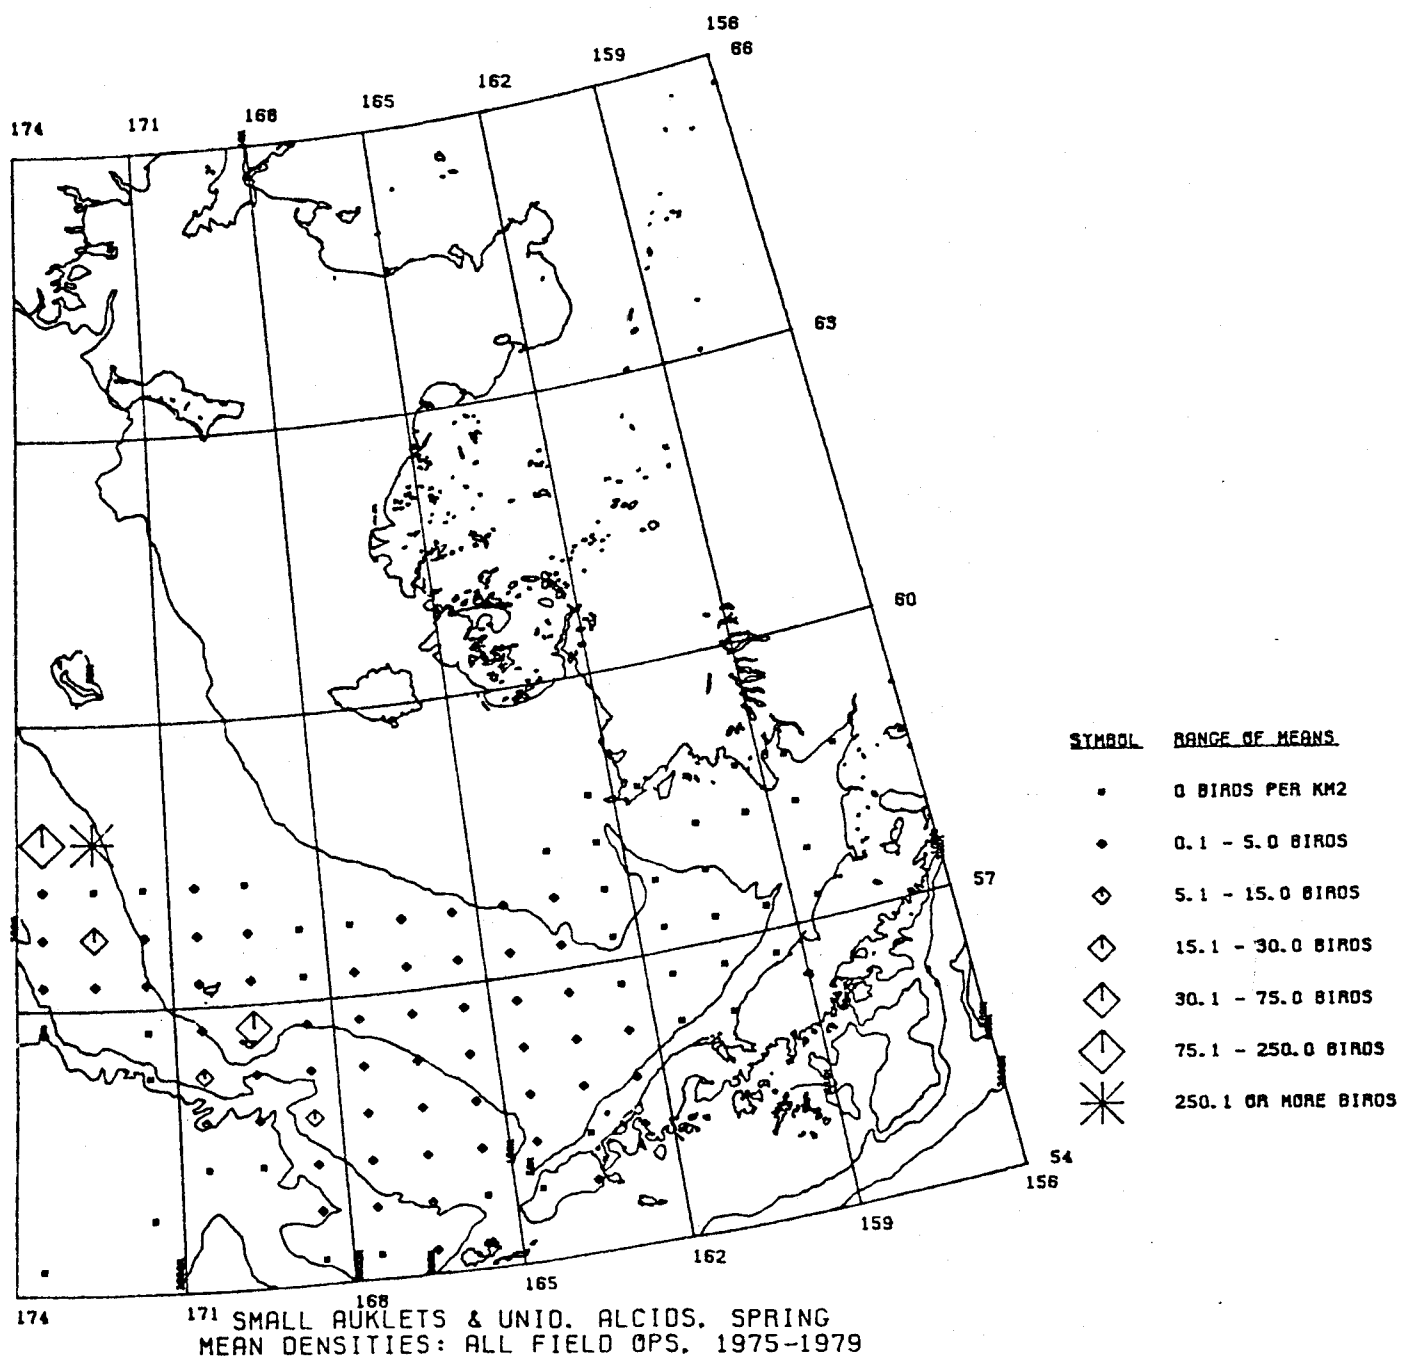 156
66
159
162
165
168
171
174
63
60
57
54
156
159
162
165
168
171
174
SYMBOL RANGE OF MEANS
0 BIRDS PER KM2
0.1 - 5.0 BIRDS
5.1 - 15.0 BIRDS
15.1 - 30.0 BIRDS
30.1 - 75.0 BIRDS
75.1 - 250.0 BIRDS
250.1 OR MORE BIRDS
SMALL AUKLETS & UNID. ALCIDS. SPRING
MEAN DENSITIES: ALL FIELD OPS, 1975-1979